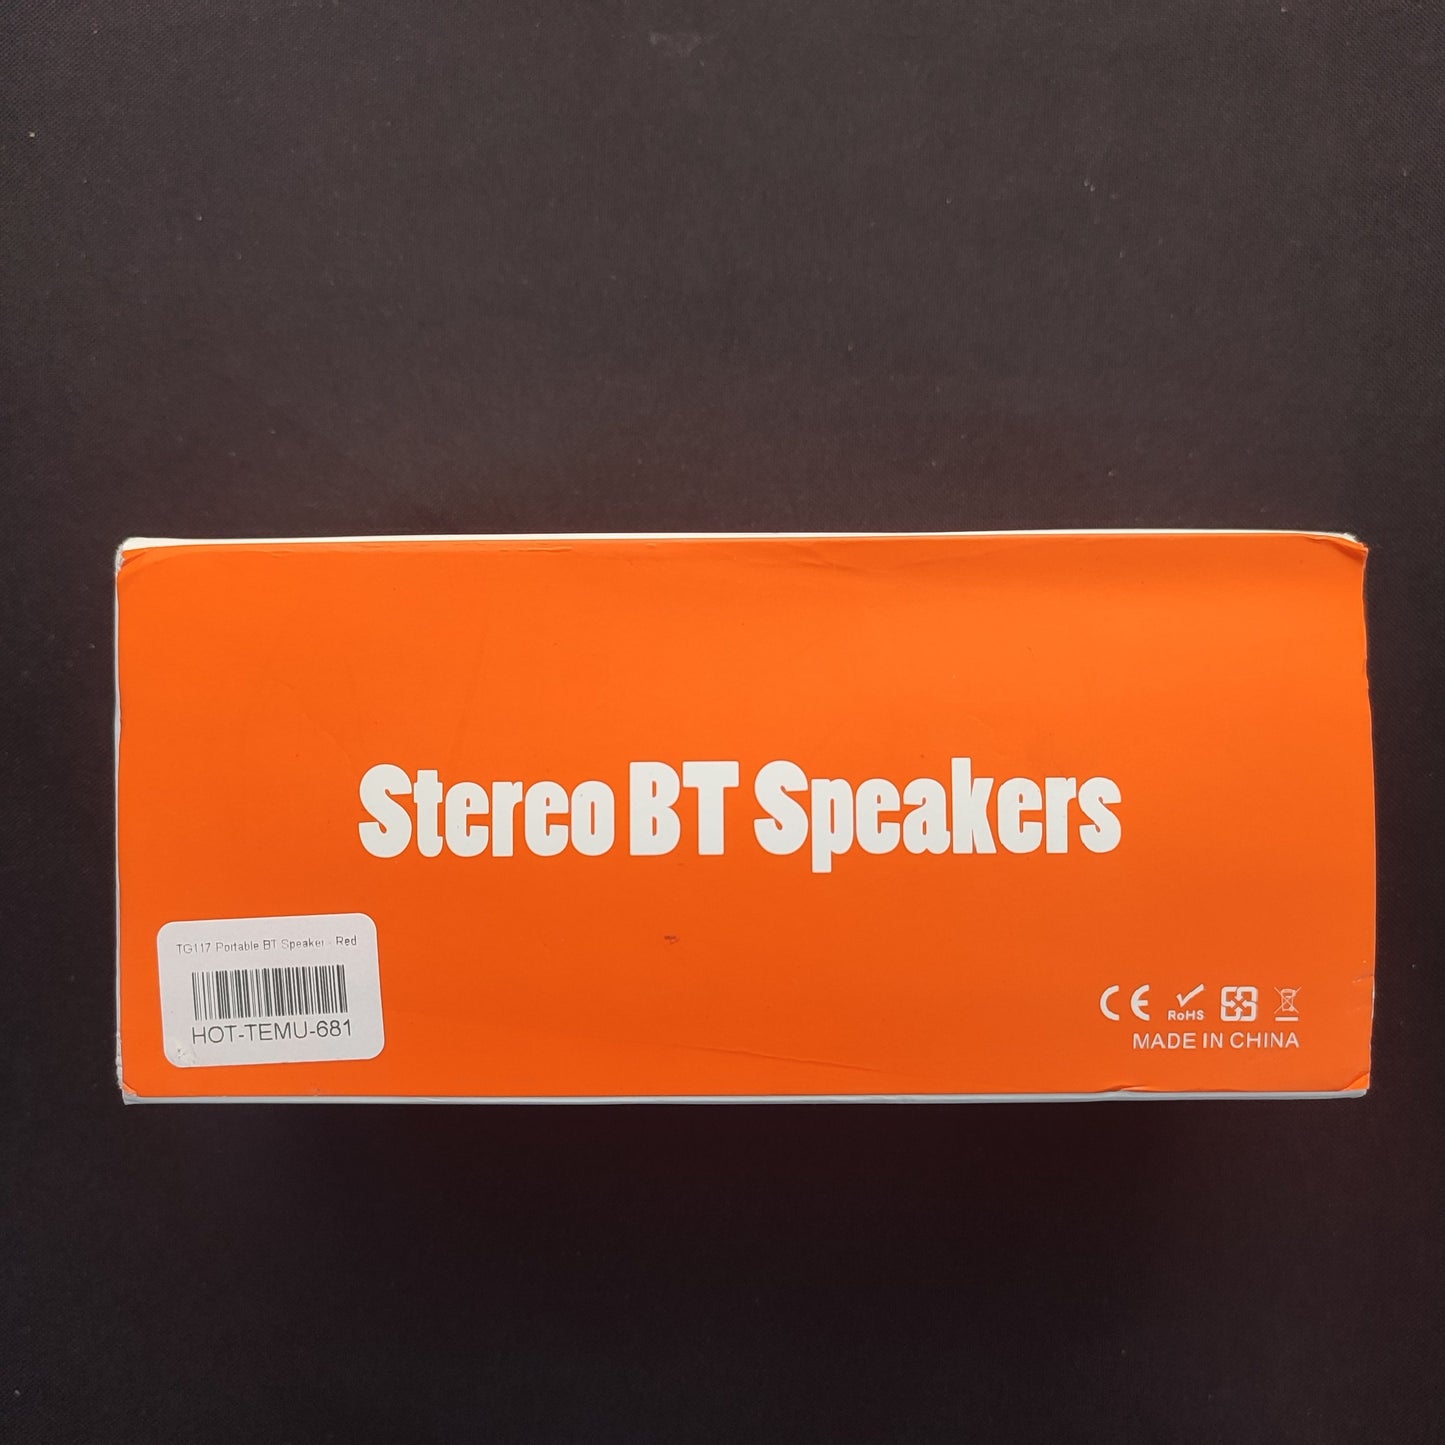 Stereo BT Speakers
TG117 Portable BT Speaker - Red
HOT-TEMU-681
CE
RoHS
MADE IN CHINA